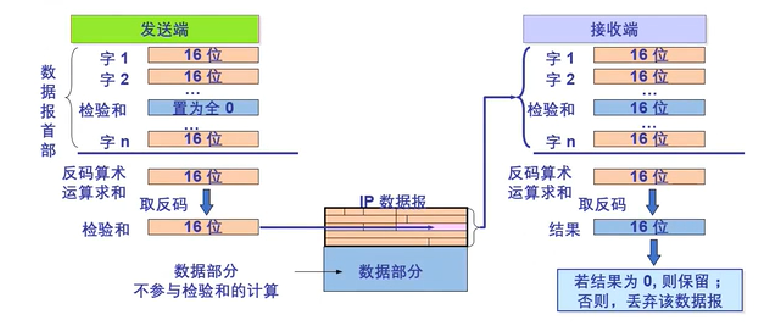 发送端
字 1
16 位
字 2
16 位
...
检验和
置为全 0
...
字 n
16 位
数据报首部
反码算术
运算求和
16 位
取反码
检验和
16 位
数据部分
不参与检验和的计算
IP 数据报
数据部分
接收端
字 1
16 位
字 2
16 位
...
检验和
16 位
...
字 n
16 位
反码算术
运算求和
16 位
取反码
结果
16 位
若结果为 0, 则保留；
否则，丢弃该数据报